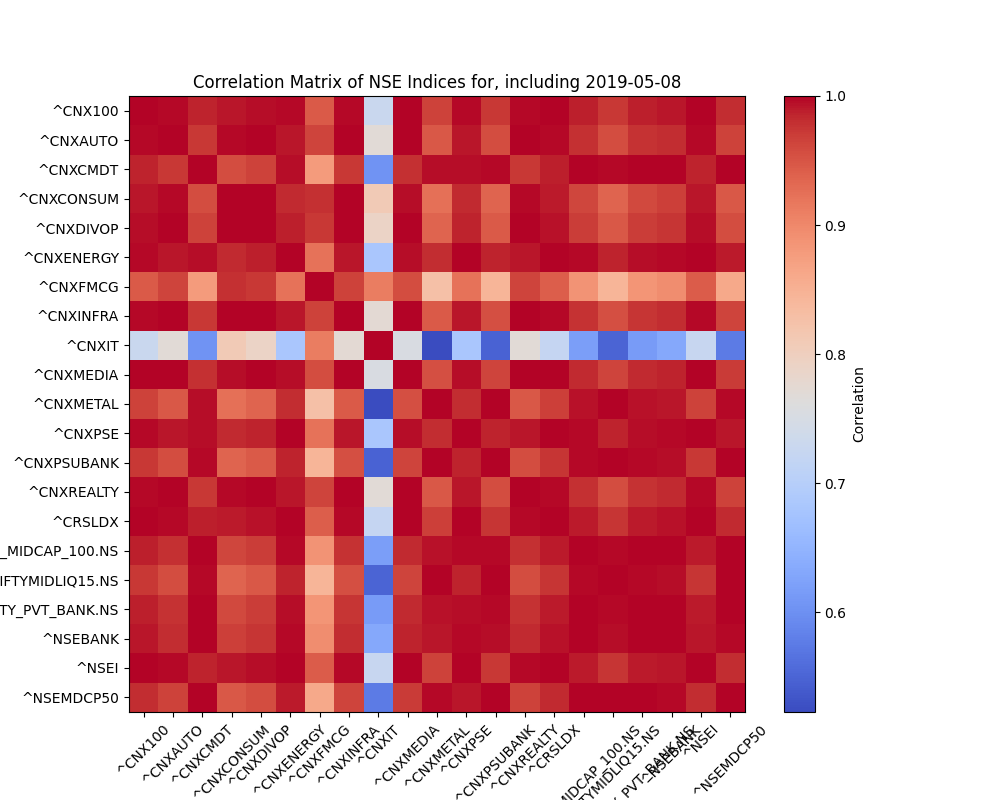 Correlation Matrix of NSE Indices for, including 2019-05-08
^CNX100
^CNXAUTO
^CNXCMDT
^CNXCONSUM
^CNXDIVOP
^CNXENERGY
^CNXFMCG
^CNXINFRA
^CNXIT
^CNXMEDIA
^CNXMETAL
^CNXPSE
^CNXPSUBANK
^CNXREALTY
^CRSLDX
_MIDCAP_100.NS
IFTYMIDLIQ15.NS
TY_PVT_BANK.NS
^NSEBANK
^NSEI
^NSEMDCP50
^CNX100
^CNXAUTO
^CNXCMDT
^CNXCONSUM
^CNXDIVOP
^CNXENERGY
^CNXFMCG
^CNXINFRA
^CNXIT
^CNXMEDIA
^CNXMETAL
^CNXPSE
^CNXPSUBANK
^CNXREALTY
^CRSLDX
MIDCAP_100.NS
TYMIDLIQ15.NS
PVT_BANK.NS
^NSEBANK
^NSEI
^NSEMDCP50
1.0
0.9
0.8
0.7
0.6
Correlation